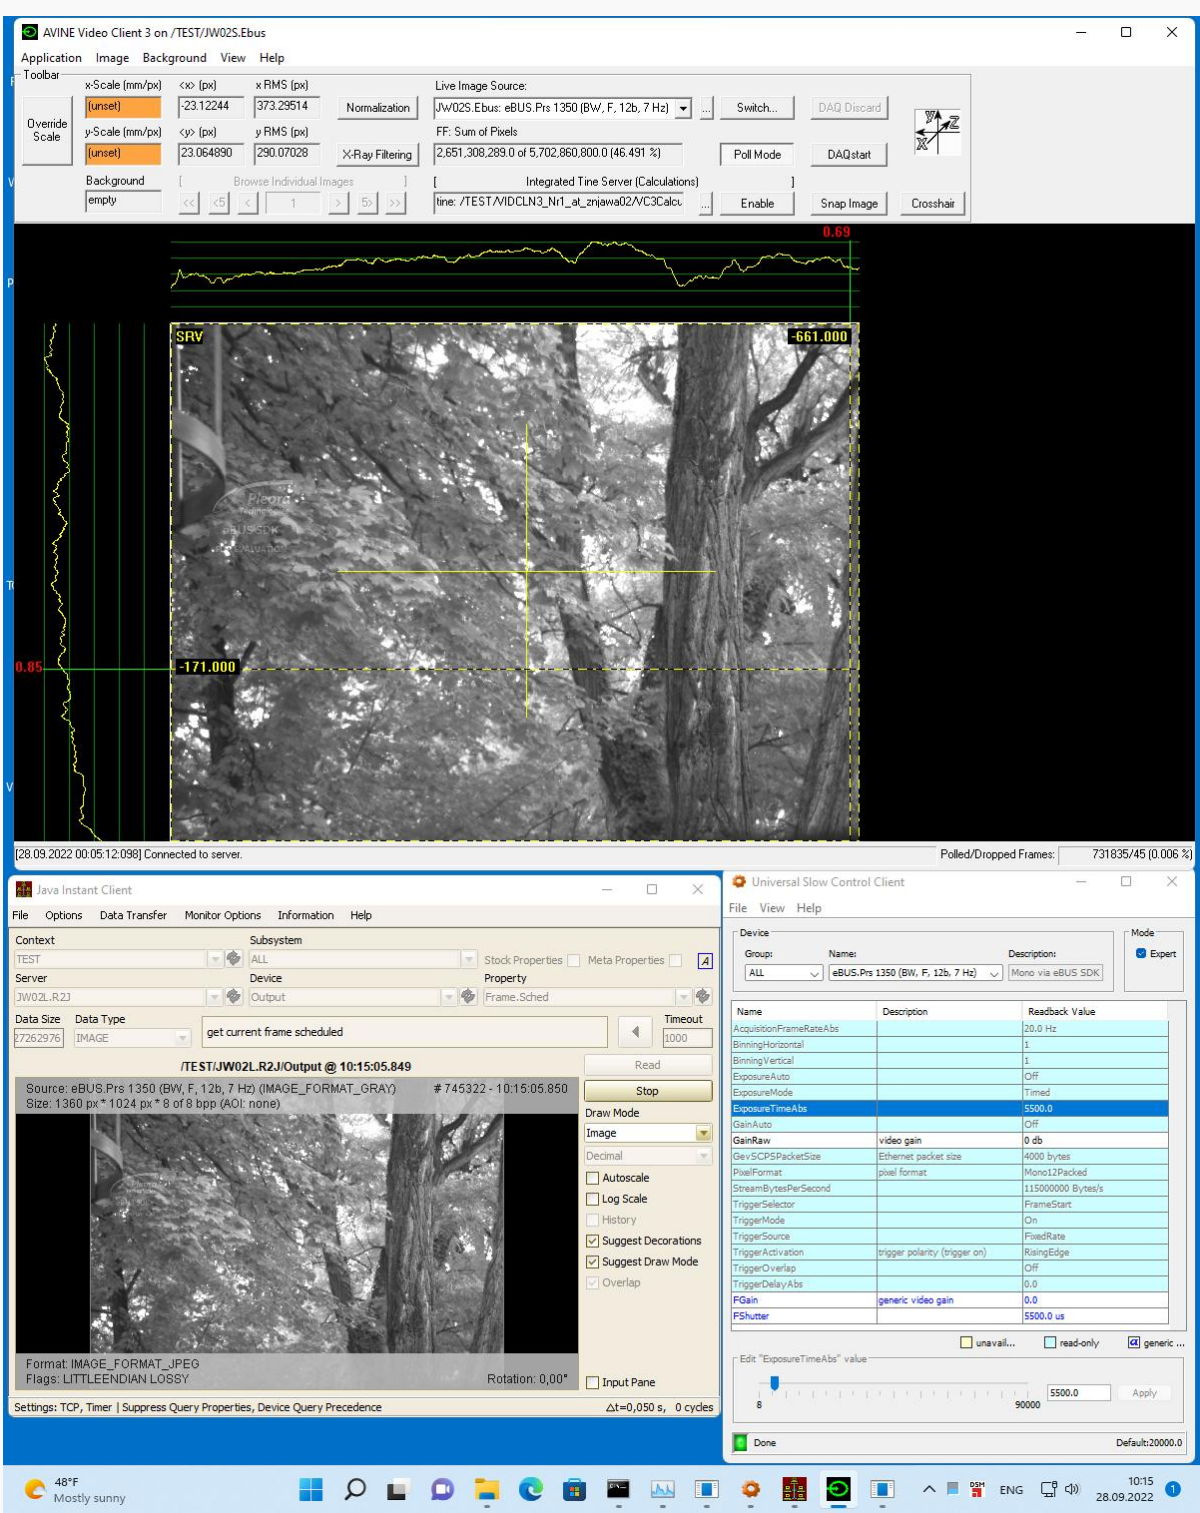 AVINE Video Client 3 on /TEST/JW02S.Ebus
Application Image Background View Help
Toolbar
x-Scale (mm/px) <x> (px) x RMS (px) Live Image Source:
Override Scale (unset) -23.12244 373.29514 Normalization JW02S.Ebus: eBUS.Prs 1350 (BW, F, 12b, 7 Hz) ... Switch... DAQ Discard
y-Scale (mm/px) <y> (px) y RMS (px) FF: Sum of Pixels
(unset) 23.064890 290.07028 X-Ray Filtering 2,651,308,289.0 of 5,702,860,800.0 (46.491 %) Poll Mode DAQstart
Y Z X
Background [ Browse Individual Images ] [ Integrated Tine Server (Calculations) ]
empty << <5 < 1 > 5> >> tine: /TEST/VIDCLN3_Nr1_at_znjawa02/VC3Calcu ... Enable Snap Image Crosshair
0.69
SRV -661.000
Pleora
eBUS SDK
0.85 -171.000
[28.09.2022 00:05:12:098] Connected to server. Polled/Dropped Frames: 731835/45 (0.006 %)
Java Instant Client
File Options Data Transfer Monitor Options Information Help
Context Subsystem
TEST ALL Stock Properties Meta Properties A
Server Device Property
JW02L.R2J Output Frame.Sched
Data Size Data Type Timeout
27262976 IMAGE get current frame scheduled 1000
/TEST/JW02L.R2J/Output @ 10:15:05.849 Read
Source: eBUS.Prs 1350 (BW, F, 12b, 7 Hz) (IMAGE_FORMAT_GRAY) # 745322 - 10:15:05.850 Stop
Size: 1360 px * 1024 px * 8 of 8 bpp (AOI: none)
Draw Mode
Image
Decimal
Autoscale
Log Scale
History
Suggest Decorations
Suggest Draw Mode
Overlap
Format: IMAGE_FORMAT_JPEG
Flags: LITTLEENDIAN LOSSY Rotation: 0,00° Input Pane
Settings: TCP, Timer | Suppress Query Properties, Device Query Precedence Δt=0,050 s, 0 cycles
Universal Slow Control Client
File View Help
Device Mode
Group: Name: Description: Expert
ALL eBUS.Prs 1350 (BW, F, 12b, 7 Hz) Mono via eBUS SDK
Name Description Readback Value
AcquisitionFrameRateAbs 20.0 Hz
BinningHorizontal 1
BinningVertical 1
ExposureAuto Off
ExposureMode Timed
ExposureTimeAbs 5500.0
GainAuto Off
GainRaw video gain 0 db
GevSCPSPacketSize Ethernet packet size 4000 bytes
PixelFormat pixel format Mono12Packed
StreamBytesPerSecond 115000000 Bytes/s
TriggerSelector FrameStart
TriggerMode On
TriggerSource FixedRate
TriggerActivation trigger polarity (trigger on) RisingEdge
TriggerOverlap Off
TriggerDelayAbs 0.0
FGain generic video gain 0.0
FShutter 5500.0 us
unavail... read-only a generic ...
Edit "ExposureTimeAbs" value
5500.0 Apply
8 90000
Done Default:20000.0
48°F
Mostly sunny
DSM ENG 10:15
28.09.2022 1